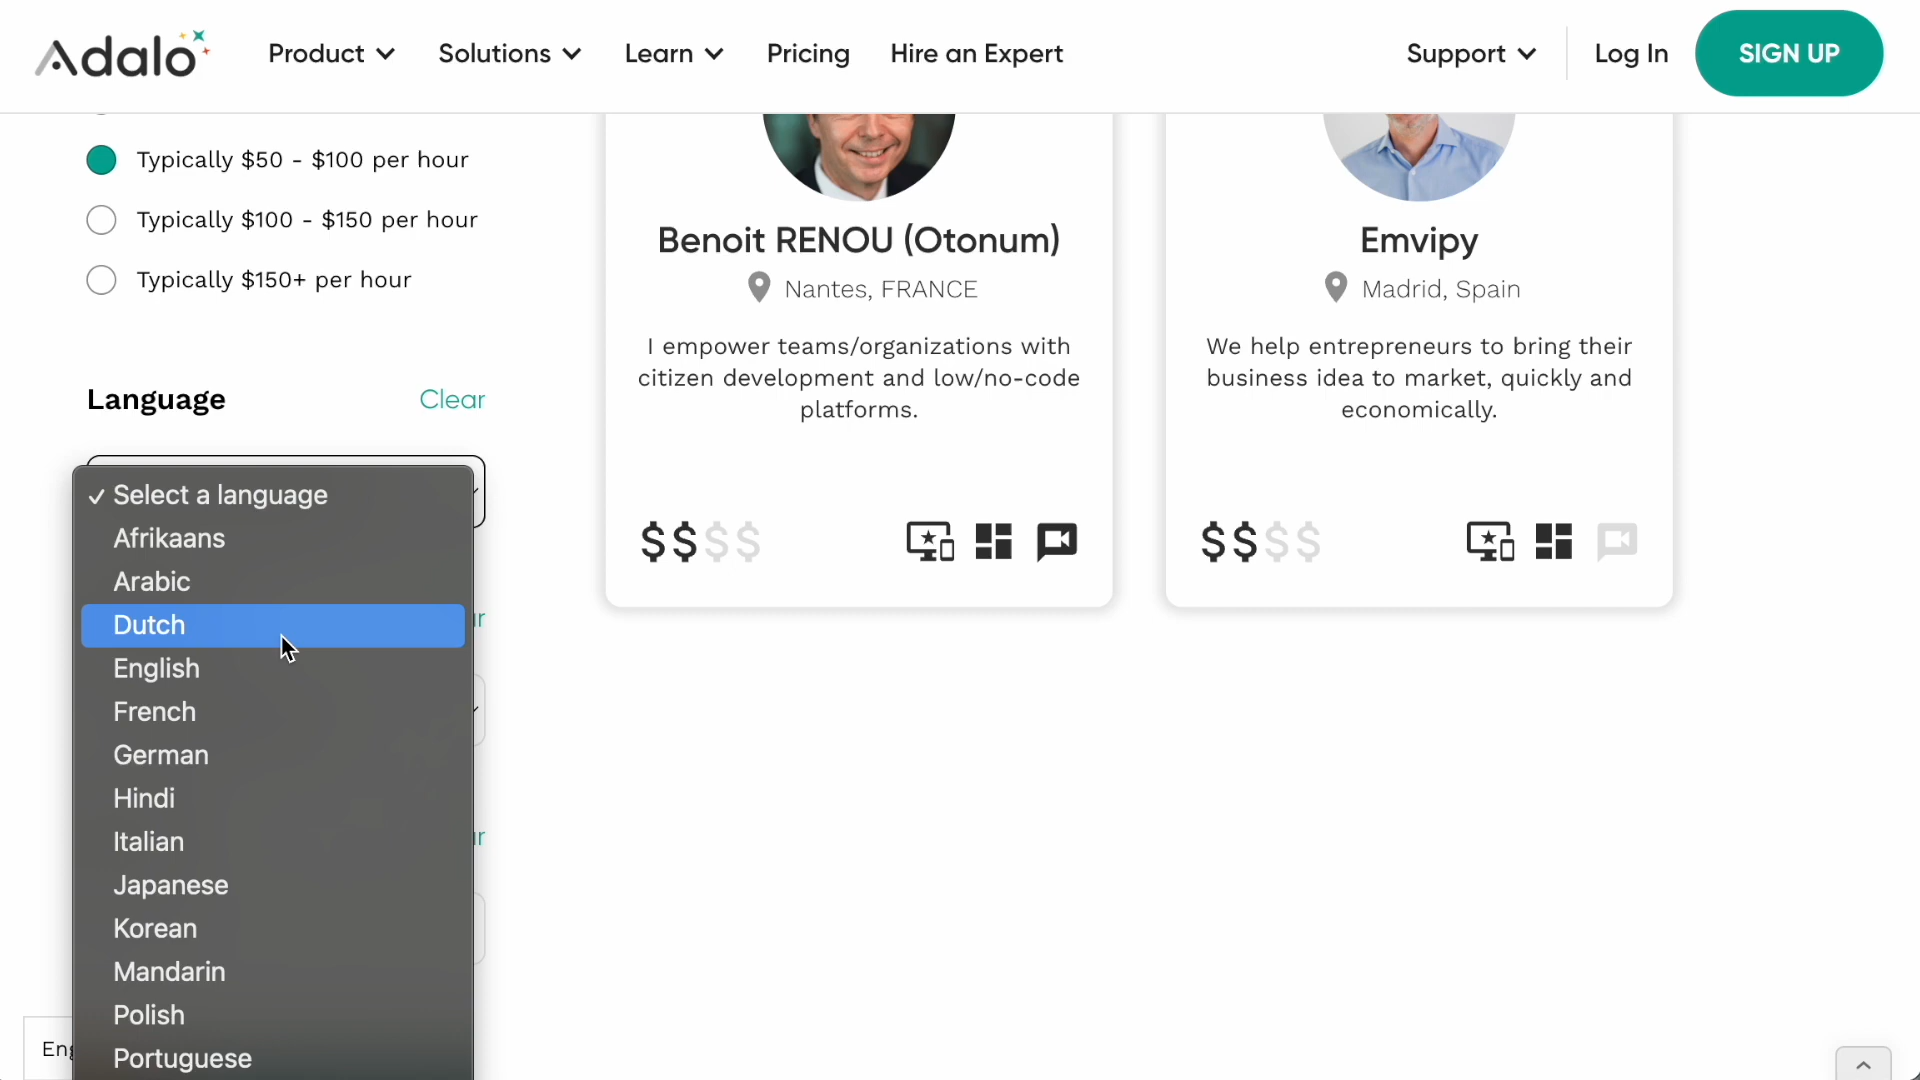 Adalo
Product
Solutions
Learn
Pricing
Hire an Expert
Support
Log In
SIGN UP
Typically $50 - $100 per hour
Typically $100 - $150 per hour
Typically $150+ per hour
Language
Clear
✓ Select a language
Afrikaans
Arabic
Dutch
English
French
German
Hindi
Italian
Japanese
Korean
Mandarin
Polish
Portuguese
Benoit RENOU (Otonum)
Nantes, FRANCE
I empower teams/organizations with
citizen development and low/no-code
platforms.
$$$$
Emvipy
Madrid, Spain
We help entrepreneurs to bring their
business idea to market, quickly and
economically.
$$$$